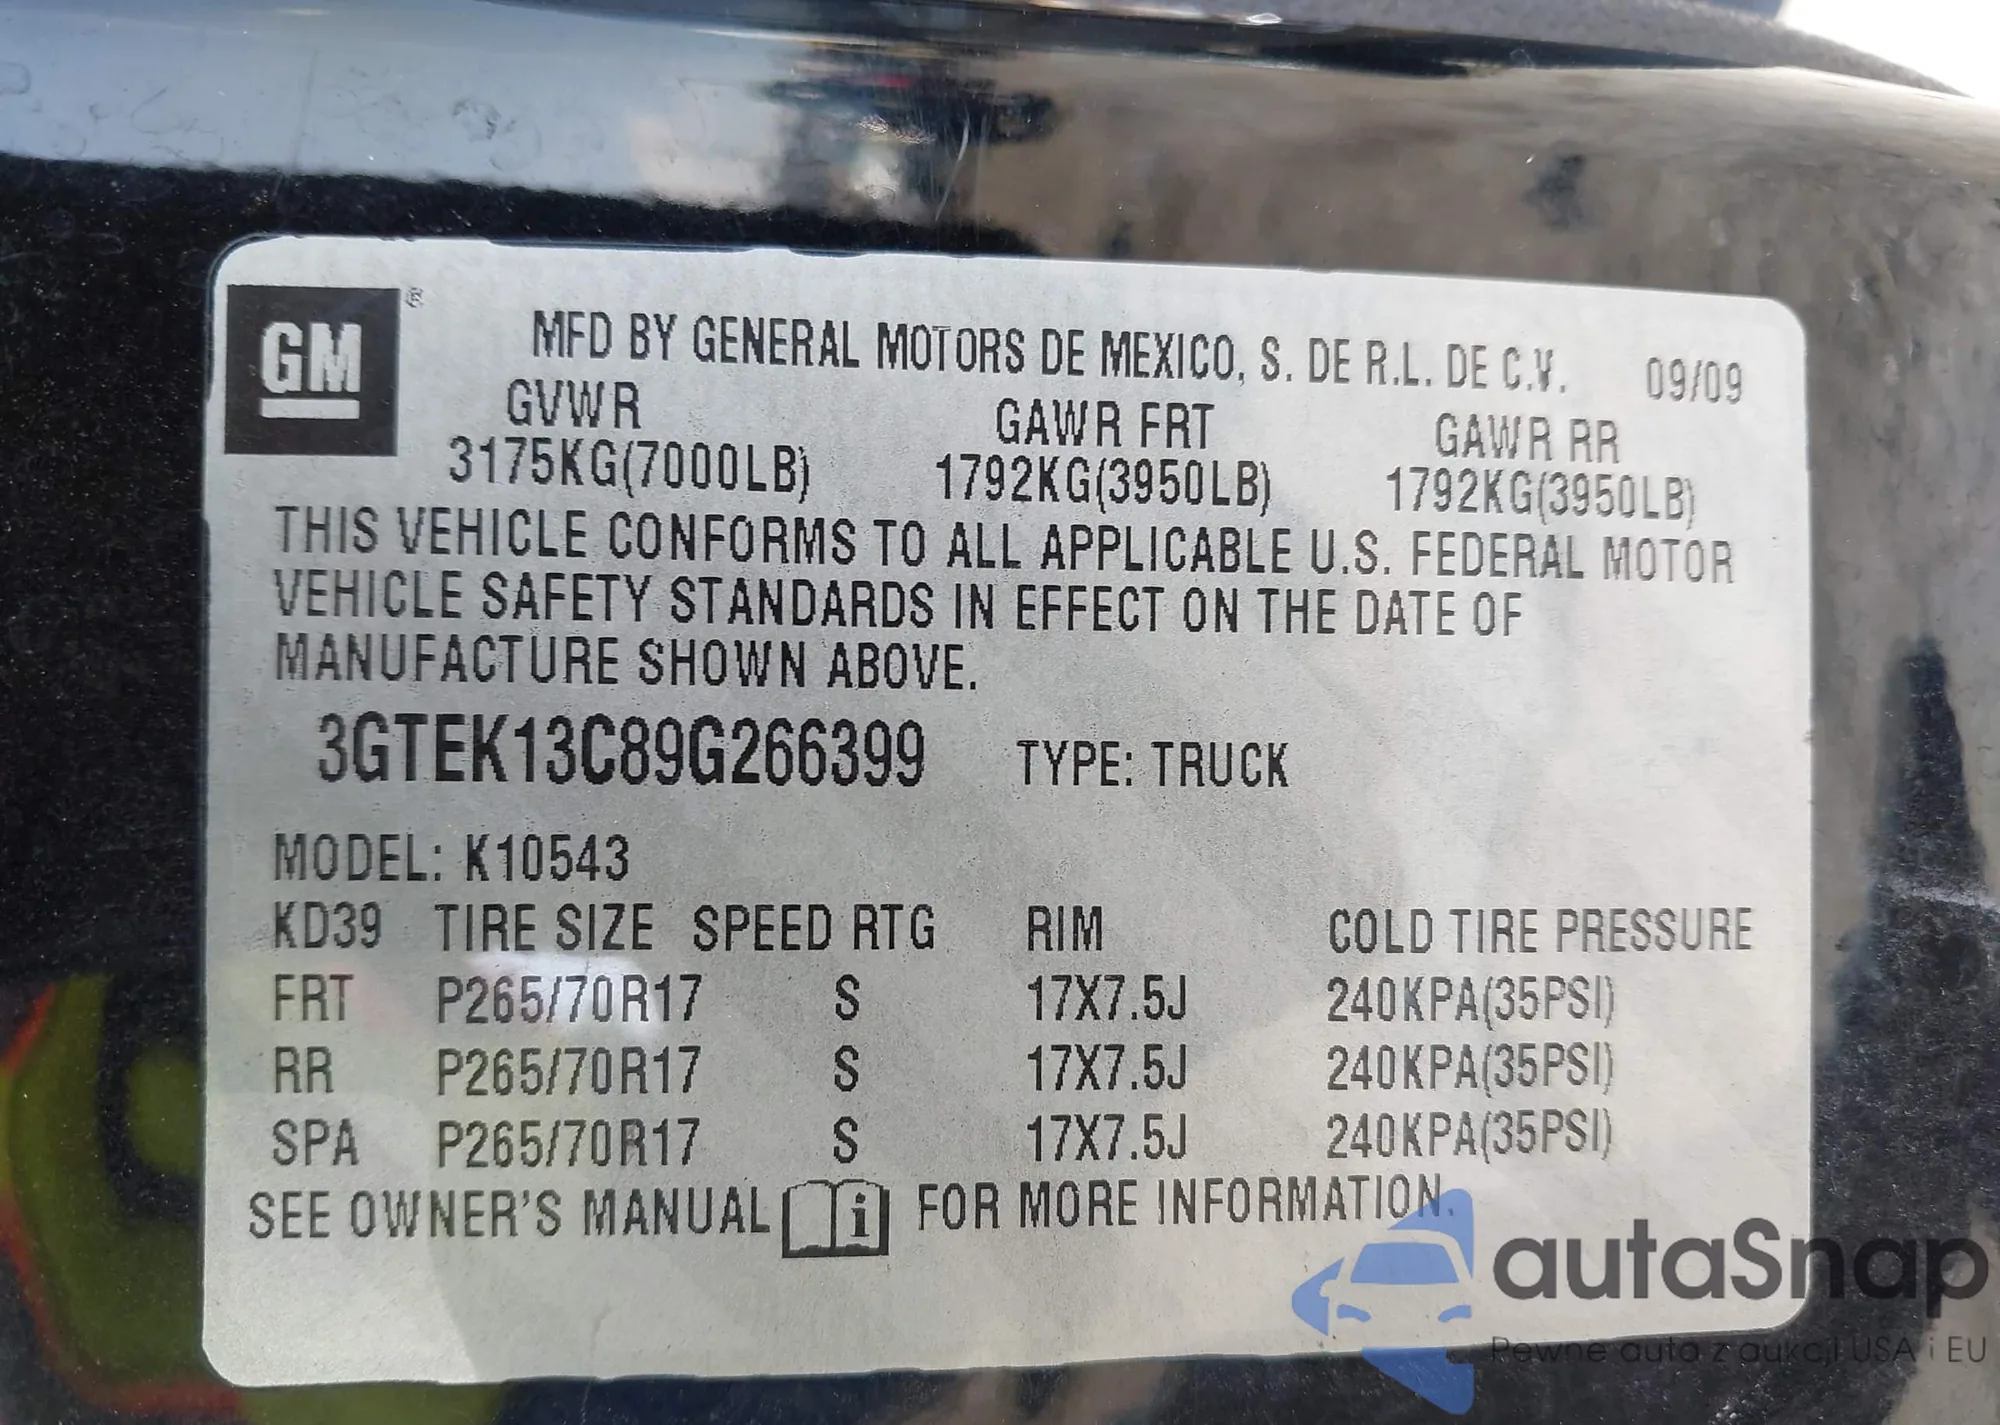 GM ®
MFD BY GENERAL MOTORS DE MEXICO, S. DE R.L. DE C.V. 09/09
GVWR GAWR FRT GAWR RR
3175KG(7000LB) 1792KG(3950LB) 1792KG(3950LB)
THIS VEHICLE CONFORMS TO ALL APPLICABLE U.S. FEDERAL MOTOR
VEHICLE SAFETY STANDARDS IN EFFECT ON THE DATE OF
MANUFACTURE SHOWN ABOVE.
3GTEK13C89G266399 TYPE: TRUCK
MODEL: K10543
KD39 TIRE SIZE SPEED RTG RIM COLD TIRE PRESSURE
FRT P265/70R17 S 17X7.5J 240KPA(35PSI)
RR P265/70R17 S 17X7.5J 240KPA(35PSI)
SPA P265/70R17 S 17X7.5J 240KPA(35PSI)
SEE OWNER'S MANUAL i FOR MORE INFORMATION.
autaSnap
Pewne auta z aukcji USA i EU